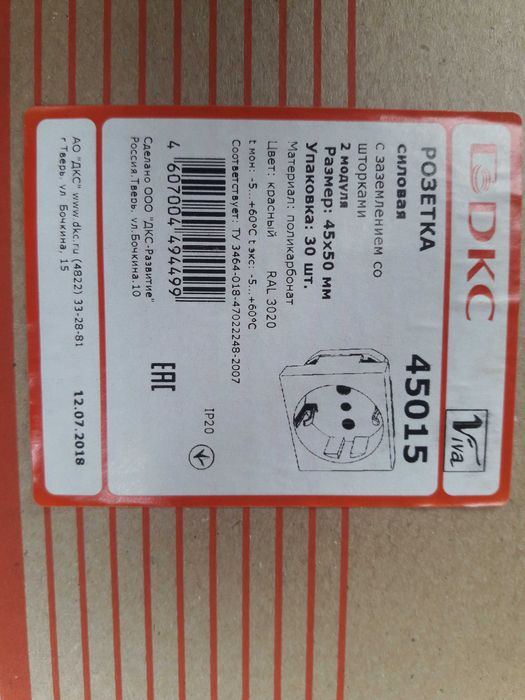 DKC
Viva
РОЗЕТКА 45015
силовая
с заземлением со
шторками
2 модуля
Размер: 45x50 мм
Упаковка: 30 шт.
Материал: поликарбонат
Цвет: красный RAL 3020
t мон: -5...+60°C t экс: -5...+60°C
Соответствует: ТУ 3464-018-47022248-2007
IP20
4 607004 494499
EAC
Сделано ООО "ДКС-Развитие"
Россия, Тверь, ул.Бочкина,10
АО "ДКС" www.dkc.ru (4822) 33-28-81
г Тверь, ул Бочкина, 15
12.07.2018